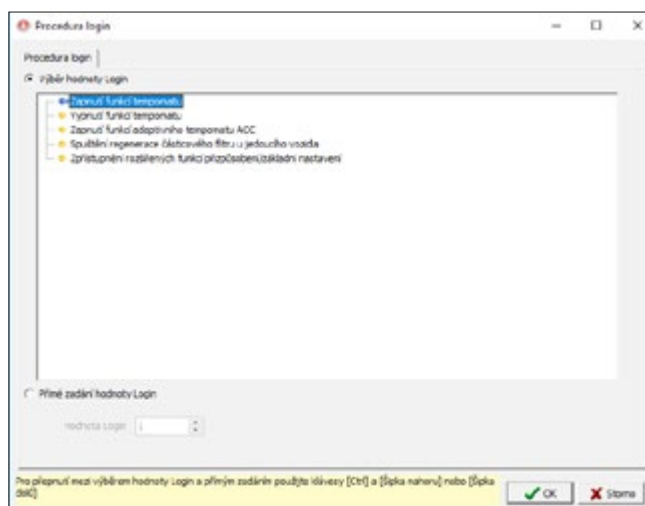 Procedura login
Procedura login
Výběr hodnoty Login
Zapnutí funkcí tempomatu
Vypnutí funkcí tempomatu
Zapnutí funkcí adaptivního tempomatu ACC
Spuštění regenerace částicového filtru u jedoucího vozidla
Zpřístupnění rozšířených funkcí přizpůsobení/základní nastavení
Přímé zadání hodnoty Login
Hodnota Login
Pro přepnutí mezi výběrem hodnoty Login a přímým zadáním použijte klávesy [Ctrl] a [Šipka nahoru] nebo [Šipka dolů]
OK
Storno